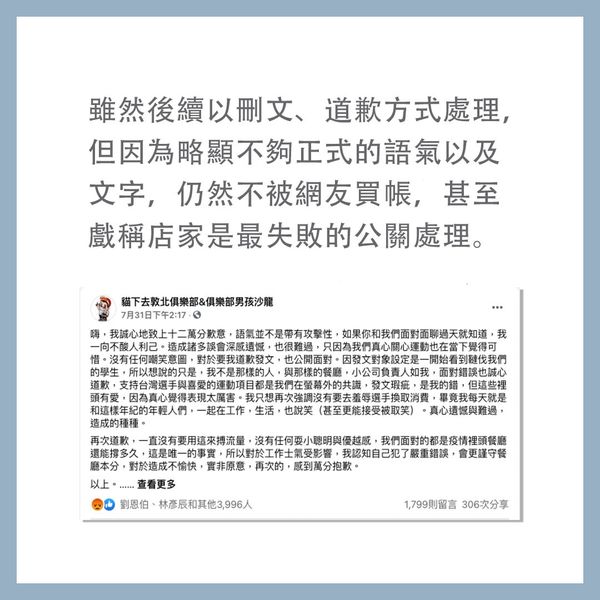 雖然後續以刪文、道歉方式處理,
但因為略顯不夠正式的語氣以及
文字, 仍然不被網友買帳, 甚至
戲稱店家是最失敗的公關處理。
貓下去敦北俱樂部&俱樂部男孩沙龍
7月31日下午2:17
嗨,我誠心地致上十二萬分歉意,語氣並不是帶有攻擊性,如果你和我們面對面聊過天就知道,我
一向不酸人利己。造成諸多誤會深感遺憾,也很難過,只因為我們真心關心運動也在當下覺得可
惜。沒有任何嘲笑意圖,對於要我道歉發文,也公開面對。因發文對象設定是一開始看到韃伐我們
的學生,所以想說的只是,我不是那樣的人,與那樣的餐廳,小公司負責人如我,面對錯誤也誠心
道歉,支持台灣選手與喜愛的運動項目都是我們在螢幕外的共識,發文瑕疵,是我的錯,但這些裡
頭有愛,因為真心覺得表現太厲害。我只想再次強調沒有要去羞辱選手換取消費,畢竟我每天就是
和這樣年紀的年輕人們,一起在工作,生活,也說笑(甚至更能接受被取笑)。真心遺憾與難過,
造成的種種。
再次道歉,一直沒有要用這來搏流量,沒有任何耍小聰明與優越感,我們面對的都是疫情裡頭餐廳
還能撐多久,這是唯一的事實,所以對於工作士氣受影響,我認知自己犯了嚴重錯誤,會更謹守餐
廳本分,對於造成不愉快,實非原意,再次的,感到萬分抱歉。
以上。...... 查看更多
劉恩伯、林彥辰和其他3,996人
1,799則留言 306次分享